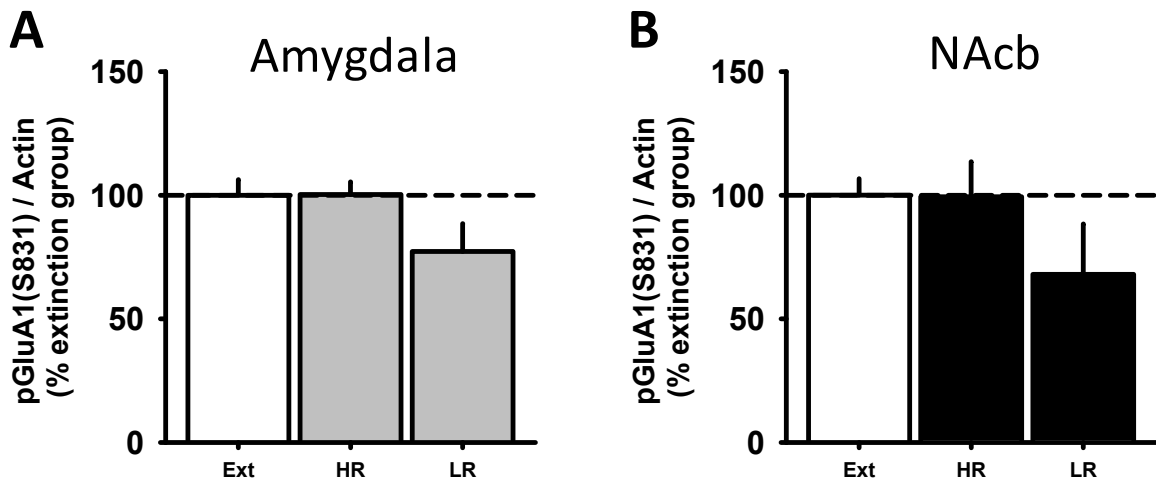 A
Amygdala
pGluA1(S831) / Actin
(% extinction group)
150
100
50
0
Ext
HR
LR
B
NAcb
pGluA1(S831) / Actin
(% extinction group)
150
100
50
0
Ext
HR
LR